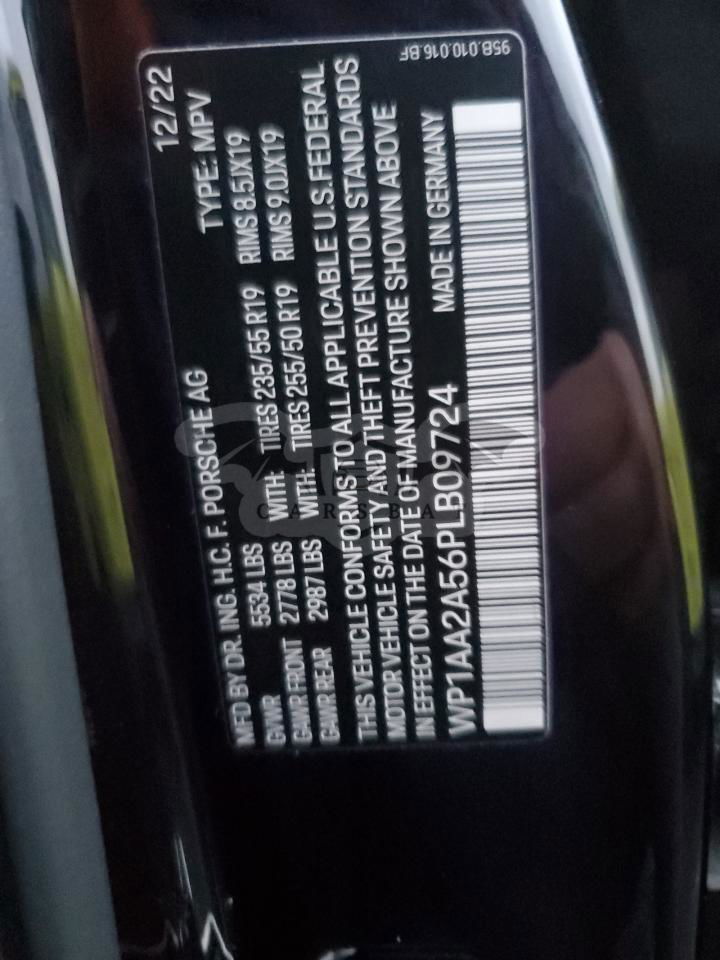 95B.010.016.BF
MFD BY DR. ING. H.C. F. PORSCHE AG 12/22
TYPE: MPV
GVWR 5534 LBS
GAWR FRONT 2778 LBS WITH: TIRES 235/55 R19 RIMS 8.5JX19
GAWR REAR 2987 LBS WITH: TIRES 255/50 R19 RIMS 9.0JX19
THIS VEHICLE CONFORMS TO ALL APPLICABLE U.S. FEDERAL
MOTOR VEHICLE SAFETY AND THEFT PREVENTION STANDARDS
IN EFFECT ON THE DATE OF MANUFACTURE SHOWN ABOVE
WP1AA2A56PLB09724 MADE IN GERMANY
CARSBAT